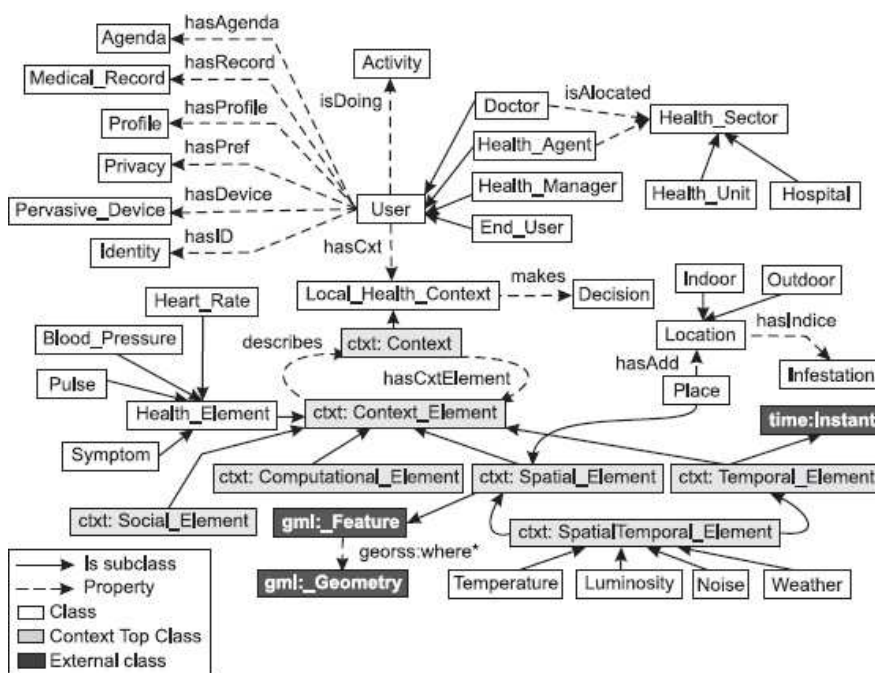 hasAgenda
Agenda
hasRecord
Medical_Record
hasProfile
Profile
hasPref
Privacy
hasDevice
Pervasive_Device
hasID
Identity
Activity
isDoing
User
hasCxt
Doctor
isAlocated
Health_Sector
Health_Agent
Health_Manager
End_User
Health_Unit
Hospital
Local_Health_Context
makes
Decision
Indoor
Outdoor
Location
hasIndice
hasAdd
Infestation
Place
Heart_Rate
Blood_Pressure
Pulse
Health_Element
Symptom
describes
ctxt: Context
hasCxtElement
ctxt: Context_Element
time:Instant
ctxt: Computational_Element
ctxt: Spatial_Element
ctxt: Temporal_Element
ctxt: Social_Element
gml:_Feature
ctxt: SpatialTemporal_Element
georss:where*
gml:_Geometry
Temperature
Luminosity
Noise
Weather
Is subclass
Property
Class
Context Top Class
External class